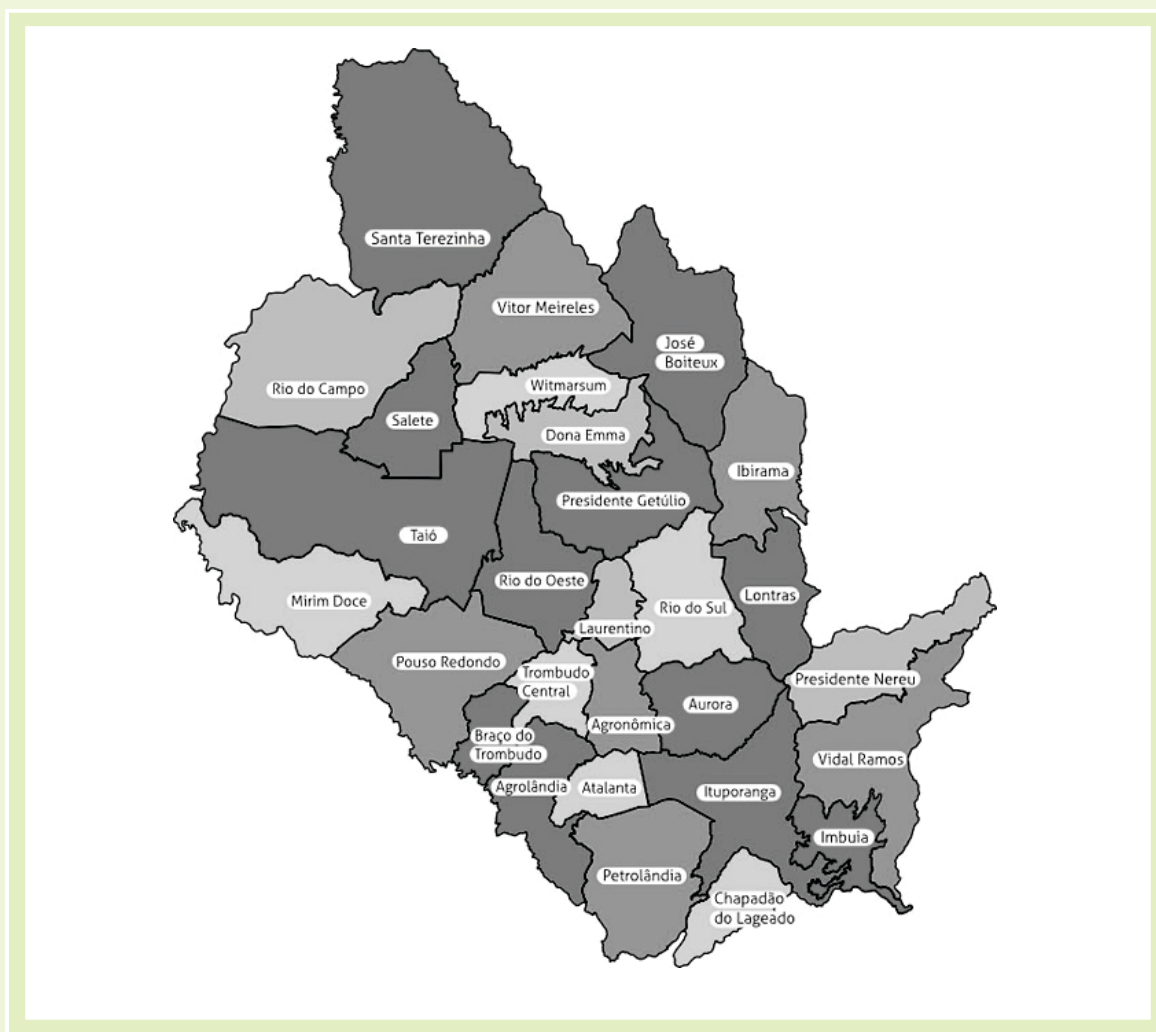 Santa Terezinha
Vitor Meireles
José
Boiteux
Rio do Campo
Witmarsum
Salete
Dona Emma
Ibirama
Presidente Getúlio
Taió
Rio do Oeste
Mirim Doce
Lontras
Rio do Sul
Laurentino
Pouso Redondo
Trombudo
Central
Presidente Nereu
Aurora
Agronômica
Braço do
Trombudo
Vidal Ramos
Agrolândia
Atalanta
Ituporanga
Imbuia
Petrolândia
Chapadão
do Lageado